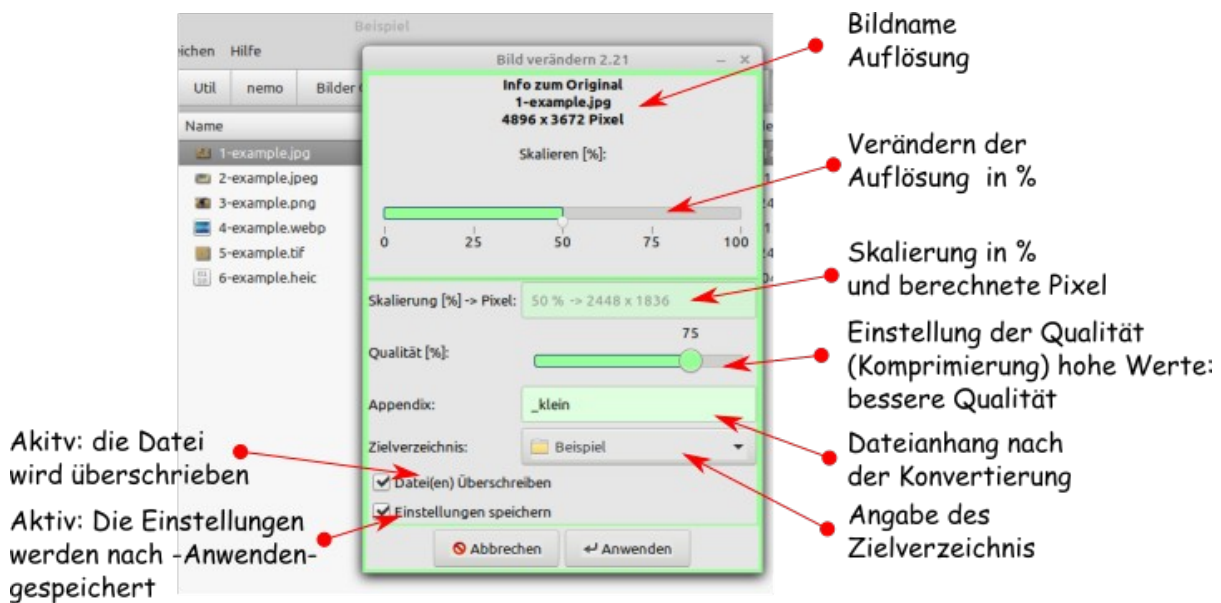 Beispiel
eichen Hilfe
Util nemo Bilder
Name
1-example.jpg
2-example.jpeg
3-example.png
4-example.webp
5-example.tif
6-example.heic
Bild verändern 2.21
Info zum Original
1-example.jpg
4896 x 3672 Pixel
Skalieren [%]:
0 25 50 75 100
Skalierung [%] -> Pixel: 50 % -> 2448 x 1836
75
Qualität [%]:
Appendix: _klein
Zielverzeichnis: Beispiel
Datei(en) Überschreiben
Einstellungen speichern
Abbrechen Anwenden
Bildname
Auflösung
Verändern der
Auflösung in %
Skalierung in %
und berechnete Pixel
Einstellung der Qualität
(Komprimierung) hohe Werte:
bessere Qualität
Dateianhang nach
der Konvertierung
Angabe des
Zielverzeichnis
Akitv: die Datei
wird überschrieben
Aktiv: Die Einstellungen
werden nach -Anwenden-
gespeichert